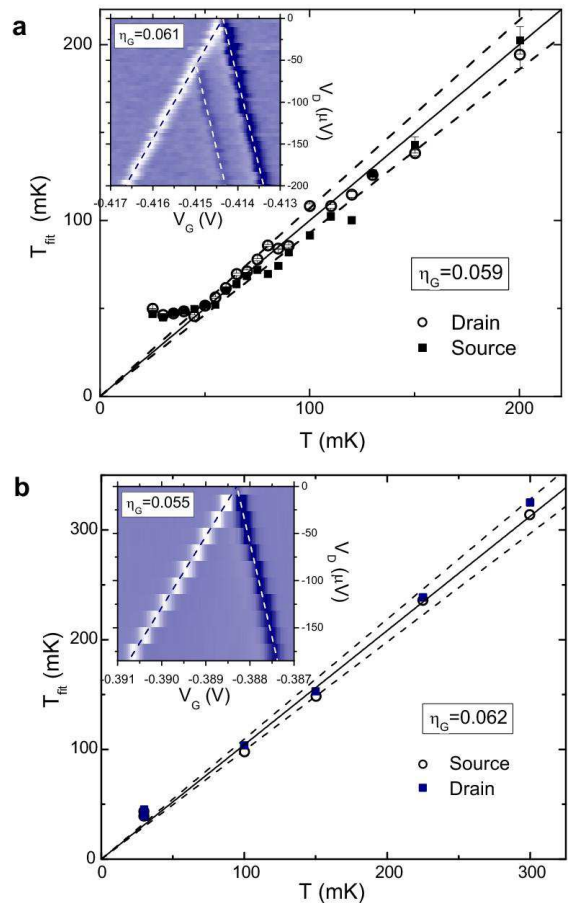 a
η_G=0.061
0
-50
-100
-150
-200
V_D (μV)
-0.417 -0.416 -0.415 -0.414 -0.413
V_G (V)
200
100
0
T_fit (mK)
η_G=0.059
Drain
Source
0 100 200
T (mK)
b
η_G=0.055
0
-50
-100
-150
V_D (μV)
-0.391 -0.390 -0.389 -0.388 -0.387
V_G (V)
300
200
100
0
T_fit (mK)
η_G=0.062
Source
Drain
0 100 200 300
T (mK)